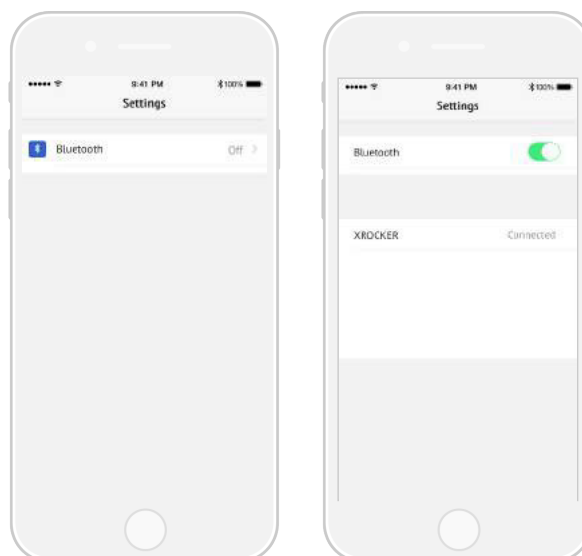 9:41 PM 100%
Settings
Bluetooth Off
9:41 PM 100%
Settings
Bluetooth
XROCKER Connected